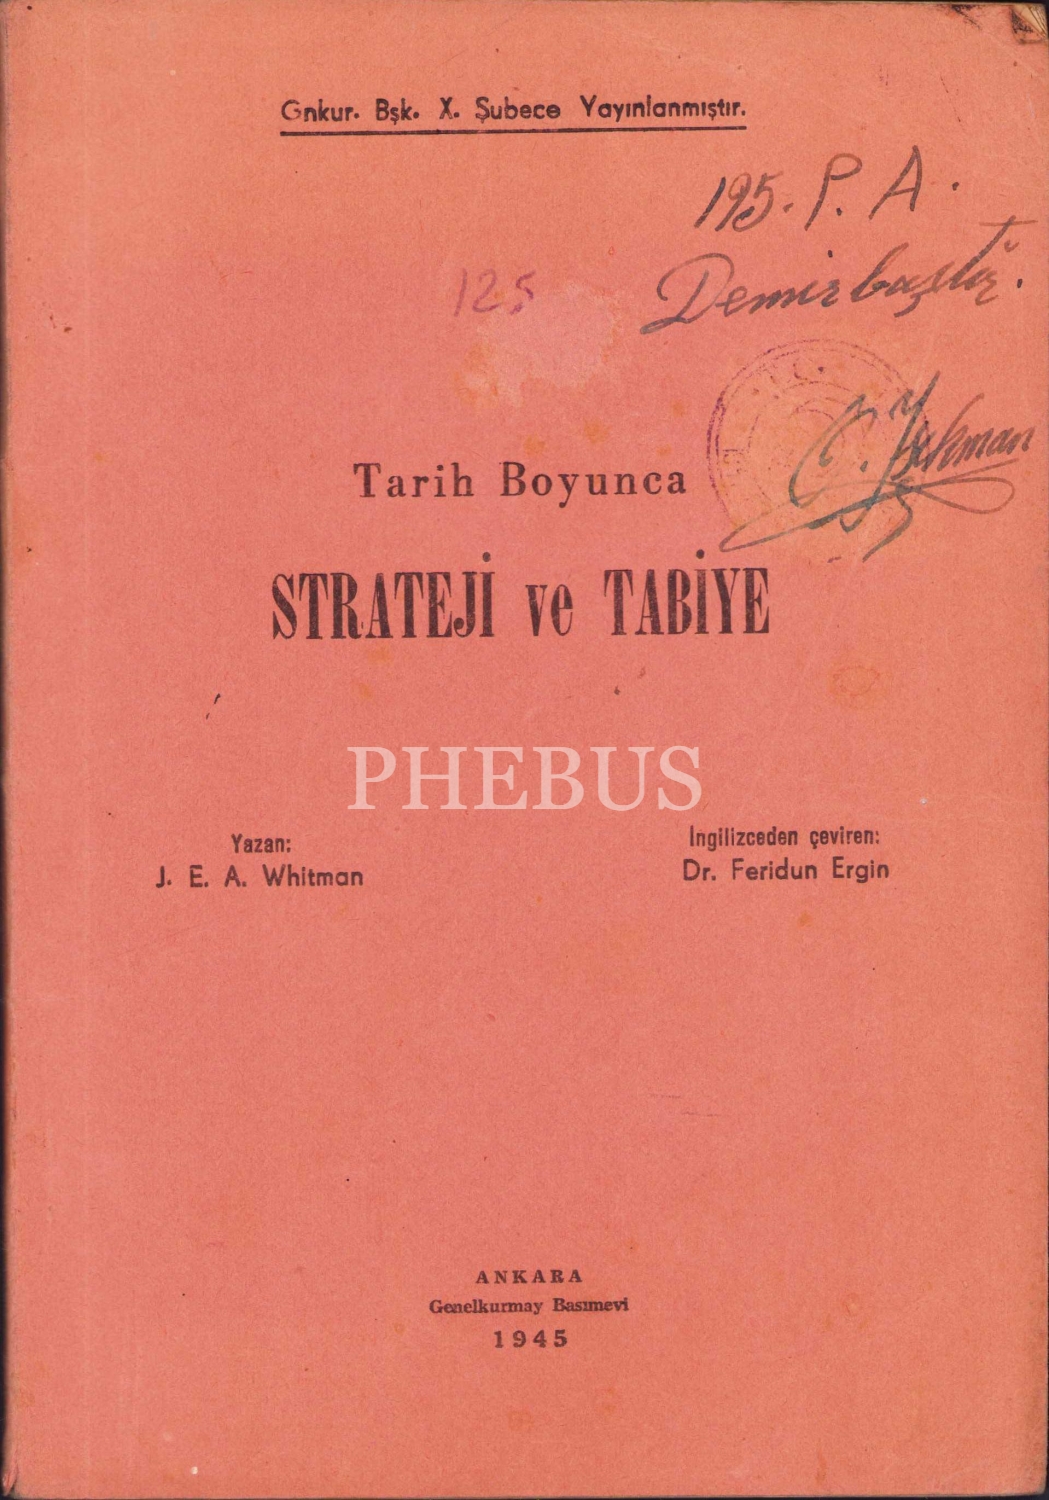 Gnkur. Bşk. X. Şubece Yayınlanmıştır.
195. P. A.
Demirbaştır.
125
Tarih Boyunca
STRATEJİ ve TABİYE
PHEBUS
Yazan:
J. E. A. Whitman
İngilizceden çeviren:
Dr. Feridun Ergin
ANKARA
Genelkurmay Basımevi
1945